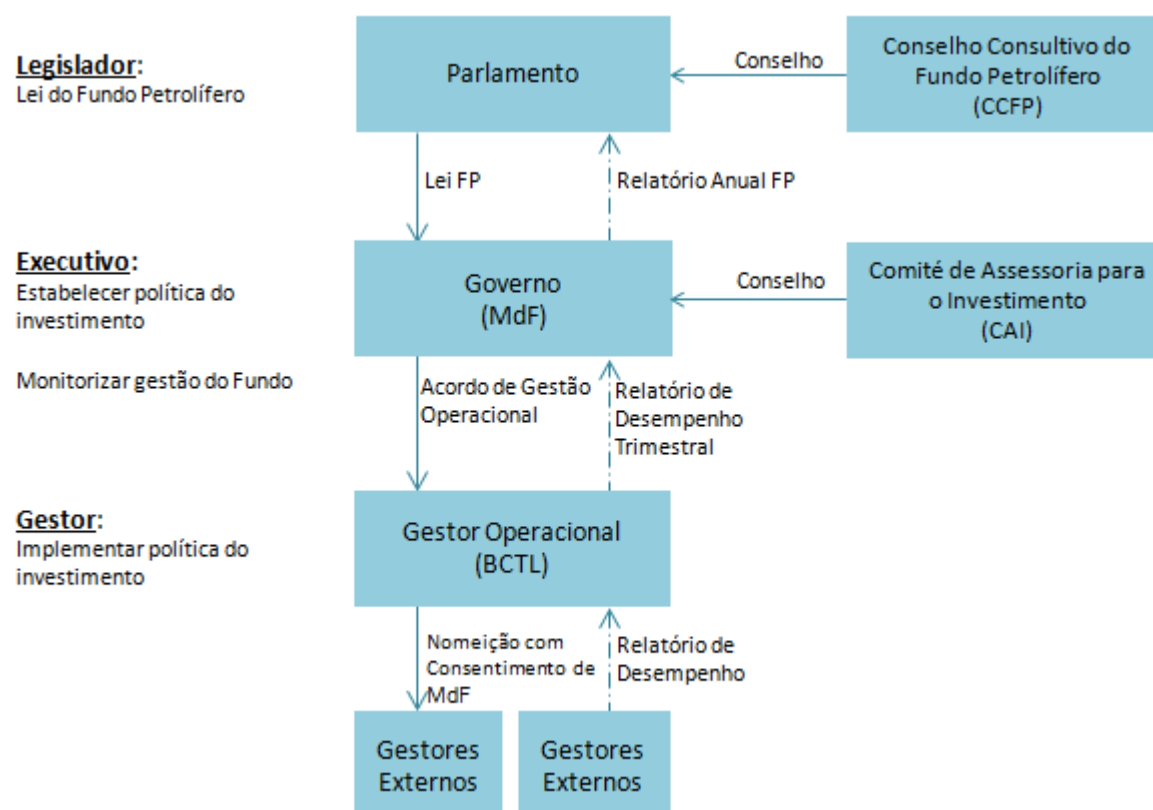 Legislador:
Lei do Fundo Petrolífero
Parlamento
Conselho
Conselho Consultivo do
Fundo Petrolífero
(CCFP)
Lei FP
Relatório Anual FP
Executivo:
Estabelecer política do
investimento
Monitorizar gestão do Fundo
Governo
(MdF)
Conselho
Comité de Assessoria para
o Investimento
(CAI)
Acordo de Gestão
Operacional
Relatório de
Desempenho
Trimestral
Gestor:
Implementar política do
investimento
Gestor Operacional
(BCTL)
Nomeição com
Consentimento de
MdF
Relatório de
Desempenho
Gestores
Externos
Gestores
Externos